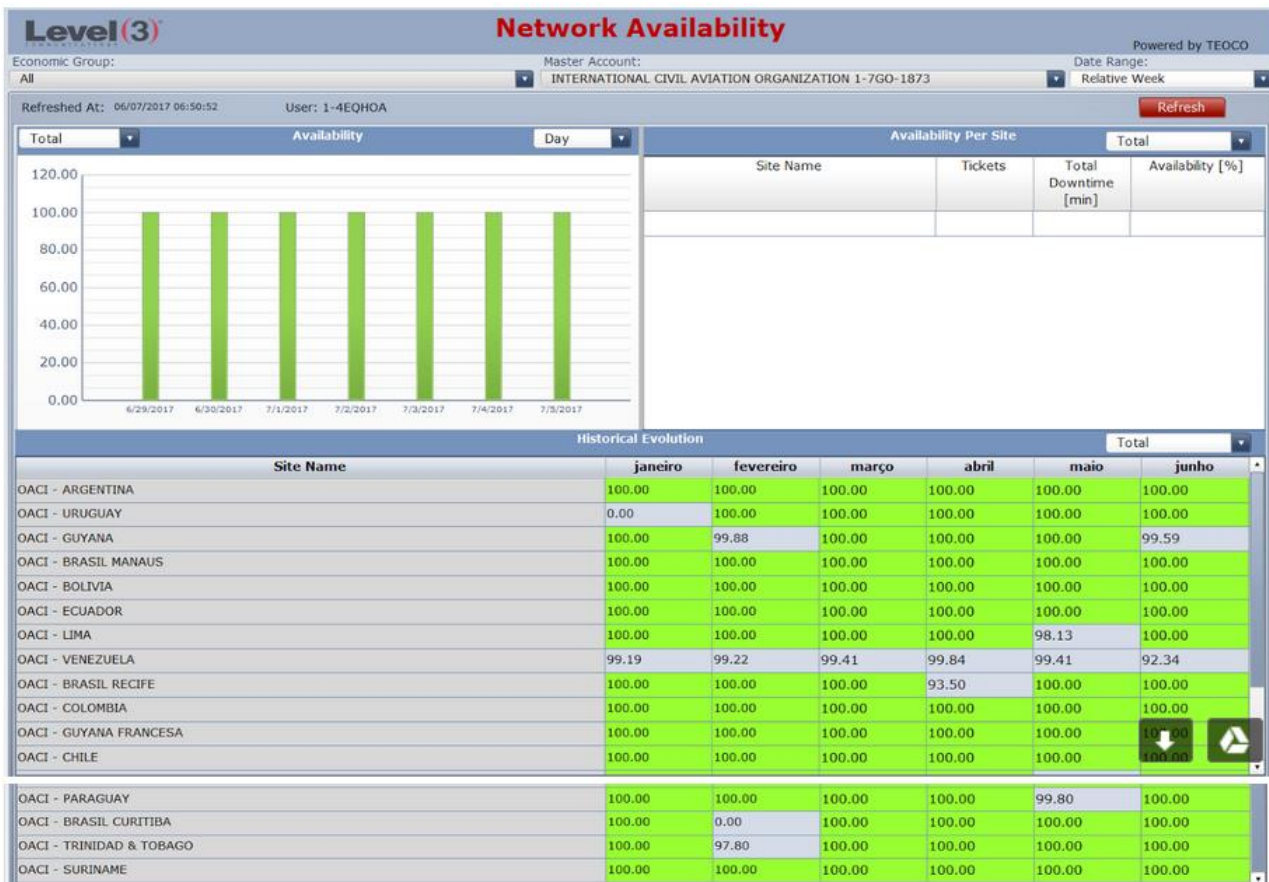 Level(3)
COMMUNICATIONS
Network Availability
Powered by TEOCO
Economic Group: Master Account: Date Range:
All INTERNATIONAL CIVIL AVIATION ORGANIZATION 1-7GO-1873 Relative Week
Refreshed At: 06/07/2017 06:50:52 User: 1-4EQHOA Refresh
Total Availability Day
120.00
100.00
80.00
60.00
40.00
20.00
0.00
6/29/2017 6/30/2017 7/1/2017 7/2/2017 7/3/2017 7/4/2017 7/5/2017
Availability Per Site Total
Site Name Tickets Total Downtime [min] Availability [%]
Historical Evolution Total
Site Name janeiro fevereiro março abril maio junho
OACI - ARGENTINA 100.00 100.00 100.00 100.00 100.00 100.00
OACI - URUGUAY 0.00 100.00 100.00 100.00 100.00 100.00
OACI - GUYANA 100.00 99.88 100.00 100.00 100.00 99.59
OACI - BRASIL MANAUS 100.00 100.00 100.00 100.00 100.00 100.00
OACI - BOLIVIA 100.00 100.00 100.00 100.00 100.00 100.00
OACI - ECUADOR 100.00 100.00 100.00 100.00 100.00 100.00
OACI - LIMA 100.00 100.00 100.00 100.00 98.13 100.00
OACI - VENEZUELA 99.19 99.22 99.41 99.84 99.41 92.34
OACI - BRASIL RECIFE 100.00 100.00 100.00 93.50 100.00 100.00
OACI - COLOMBIA 100.00 100.00 100.00 100.00 100.00 100.00
OACI - GUYANA FRANCESA 100.00 100.00 100.00 100.00 100.00 100.00
OACI - CHILE 100.00 100.00 100.00 100.00 100.00 100.00
OACI - PARAGUAY 100.00 100.00 100.00 100.00 99.80 100.00
OACI - BRASIL CURITIBA 100.00 0.00 100.00 100.00 100.00 100.00
OACI - TRINIDAD & TOBAGO 100.00 97.80 100.00 100.00 100.00 100.00
OACI - SURINAME 100.00 100.00 100.00 100.00 100.00 100.00